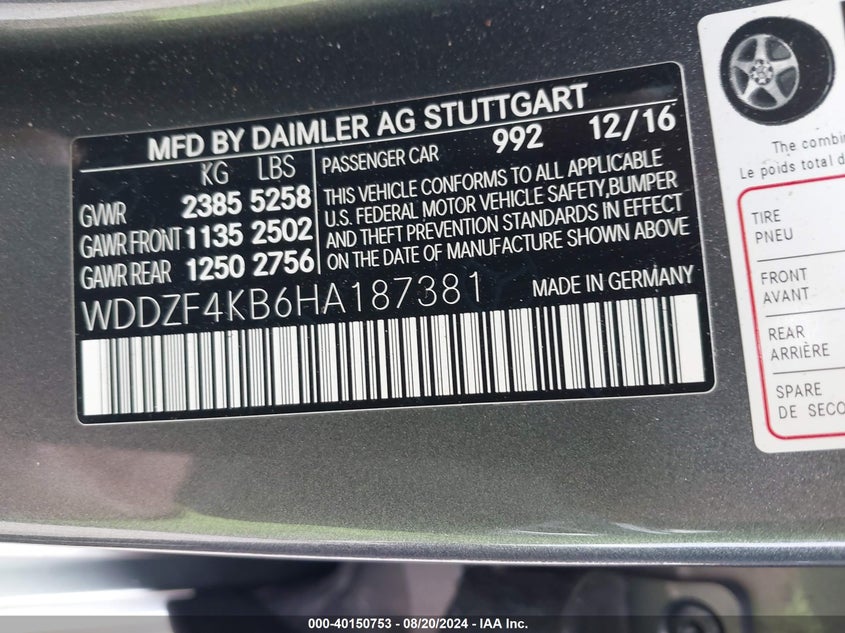 MFD BY DAIMLER AG STUTTGART
KG LBS
GVWR 2385 5258
GAWR FRONT 1135 2502
GAWR REAR 1250 2756
PASSENGER CAR 992 12/16
THIS VEHICLE CONFORMS TO ALL APPLICABLE
U.S. FEDERAL MOTOR VEHICLE SAFETY,BUMPER
AND THEFT PREVENTION STANDARDS IN EFFECT
ON THE DATE OF MANUFACTURE SHOWN ABOVE
WDDZF4KB6HA187381 MADE IN GERMANY
The combin
Le poids total d
TIRE
PNEU
FRONT
AVANT
REAR
ARRIÈRE
SPARE
DE SECO
000-40150753 - 08/20/2024 - IAA Inc.